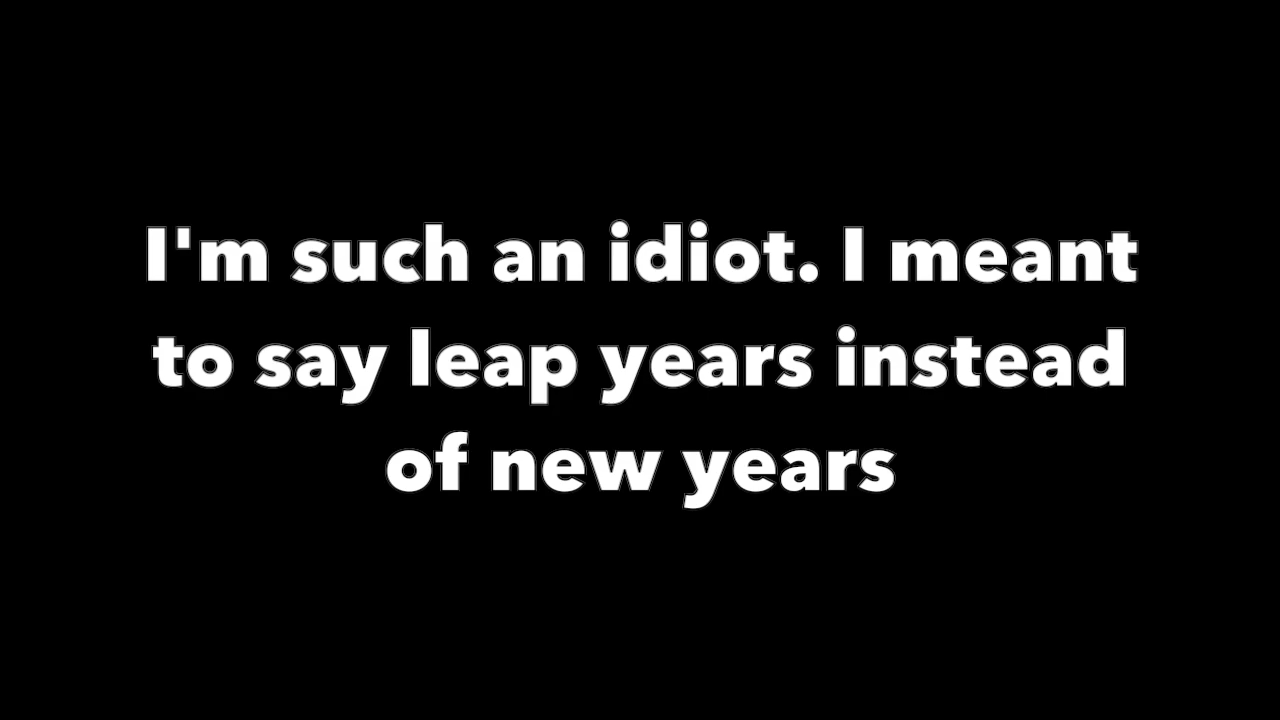 I'm such an idiot. I meant
to say leap years instead
of new years